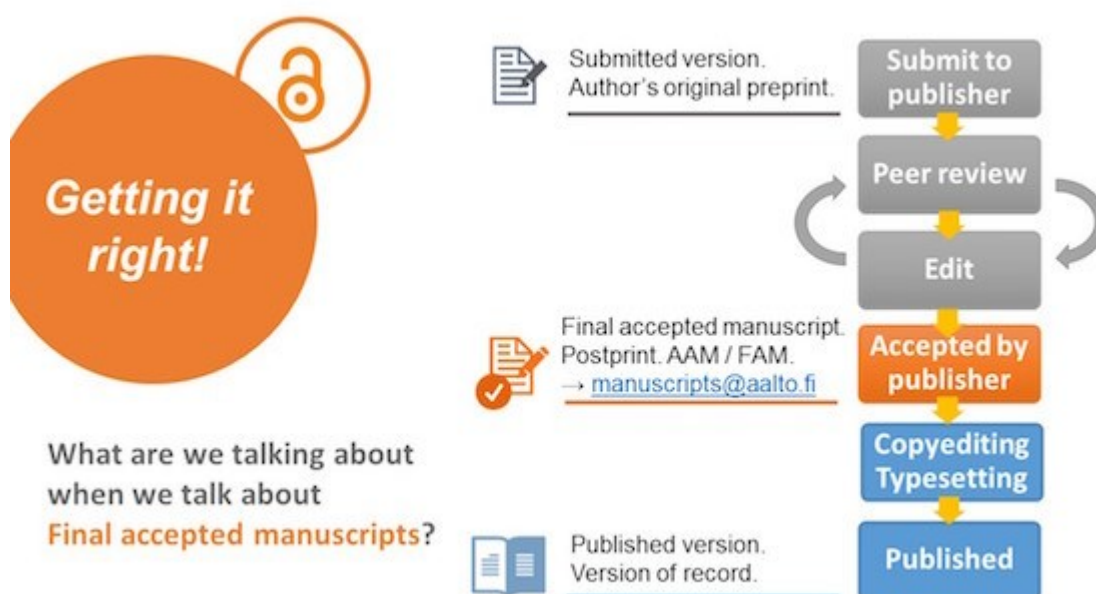 Getting it
right!
What are we talking about
when we talk about
Final accepted manuscripts?
Submitted version.
Author's original preprint.
Final accepted manuscript.
Postprint. AAM / FAM.
→ manuscripts@aalto.fi
Published version.
Version of record.
Submit to
publisher
Peer review
Edit
Accepted by
publisher
Copyediting
Typesetting
Published